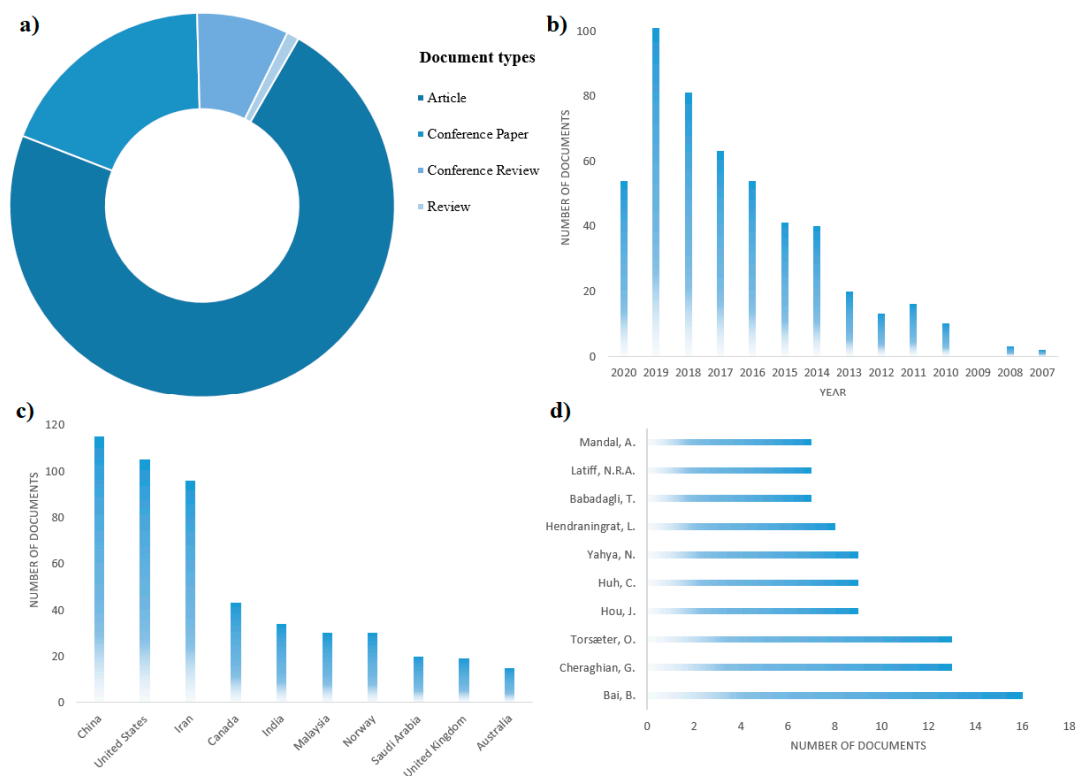 a)
Document types
Article
Conference Paper
Conference Review
Review
b)
NUMBER OF DOCUMENTS
100
80
60
40
20
0
2020 2019 2018 2017 2016 2015 2014 2013 2012 2011 2010 2009 2008 2007
YEAR
c)
NUMBER OF DOCUMENTS
120
100
80
60
40
20
0
China
United States
Iran
Canada
India
Malaysia
Norway
Saudi Arabia
United Kingdom
Australia
d)
Mandal, A.
Latiff, N.R.A.
Babadagli, T.
Hendraningrat, L.
Yahya, N.
Huh, C.
Hou, J.
Torsæter, O.
Cheraghian, G.
Bai, B.
0 2 4 6 8 10 12 14 16 18
NUMBER OF DOCUMENTS